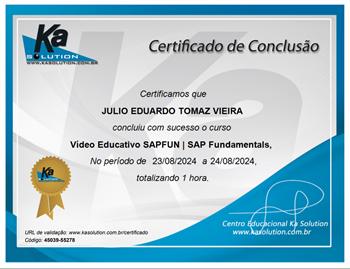 Ka
SOLUTION
WWW.KASOLUTION.COM.BR
Certificado de Conclusão
Certificamos que
JULIO EDUARDO TOMAZ VIEIRA
concluiu com sucesso o curso
Vídeo Educativo SAPFUN | SAP Fundamentals,
No período de 23/08/2024 a 24/08/2024,
totalizando 1 hora.
Ka
SOLUTION
Centro Educacional Ka Solution
www.kasolution.com.br
URL de validação: www.kasolution.com.br/certificado
Código: 45039-55278